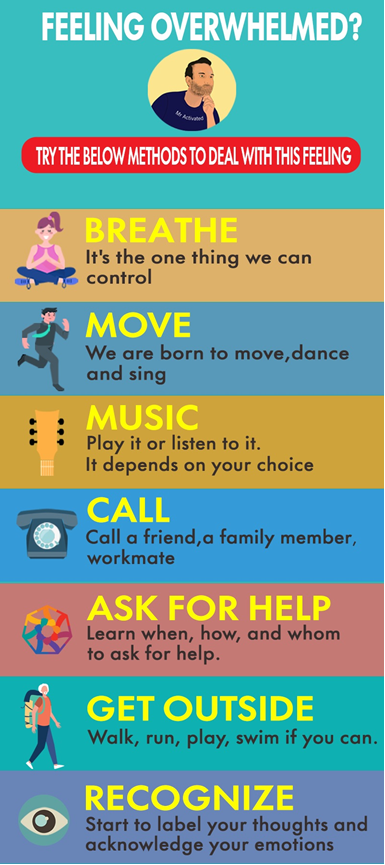 FEELING OVERWHELMED?
Mr Activated
TRY THE BELOW METHODS TO DEAL WITH THIS FEELING
BREATHE
It's the one thing we can
control
MOVE
We are born to move,dance
and sing
MUSIC
Play it or listen to it.
It depends on your choice
CALL
Call a friend,a family member,
workmate
ASK FOR HELP
Learn when, how, and whom
to ask for help.
GET OUTSIDE
Walk, run, play, swim if you can.
RECOGNIZE
Start to label your thoughts and
acknowledge your emotions